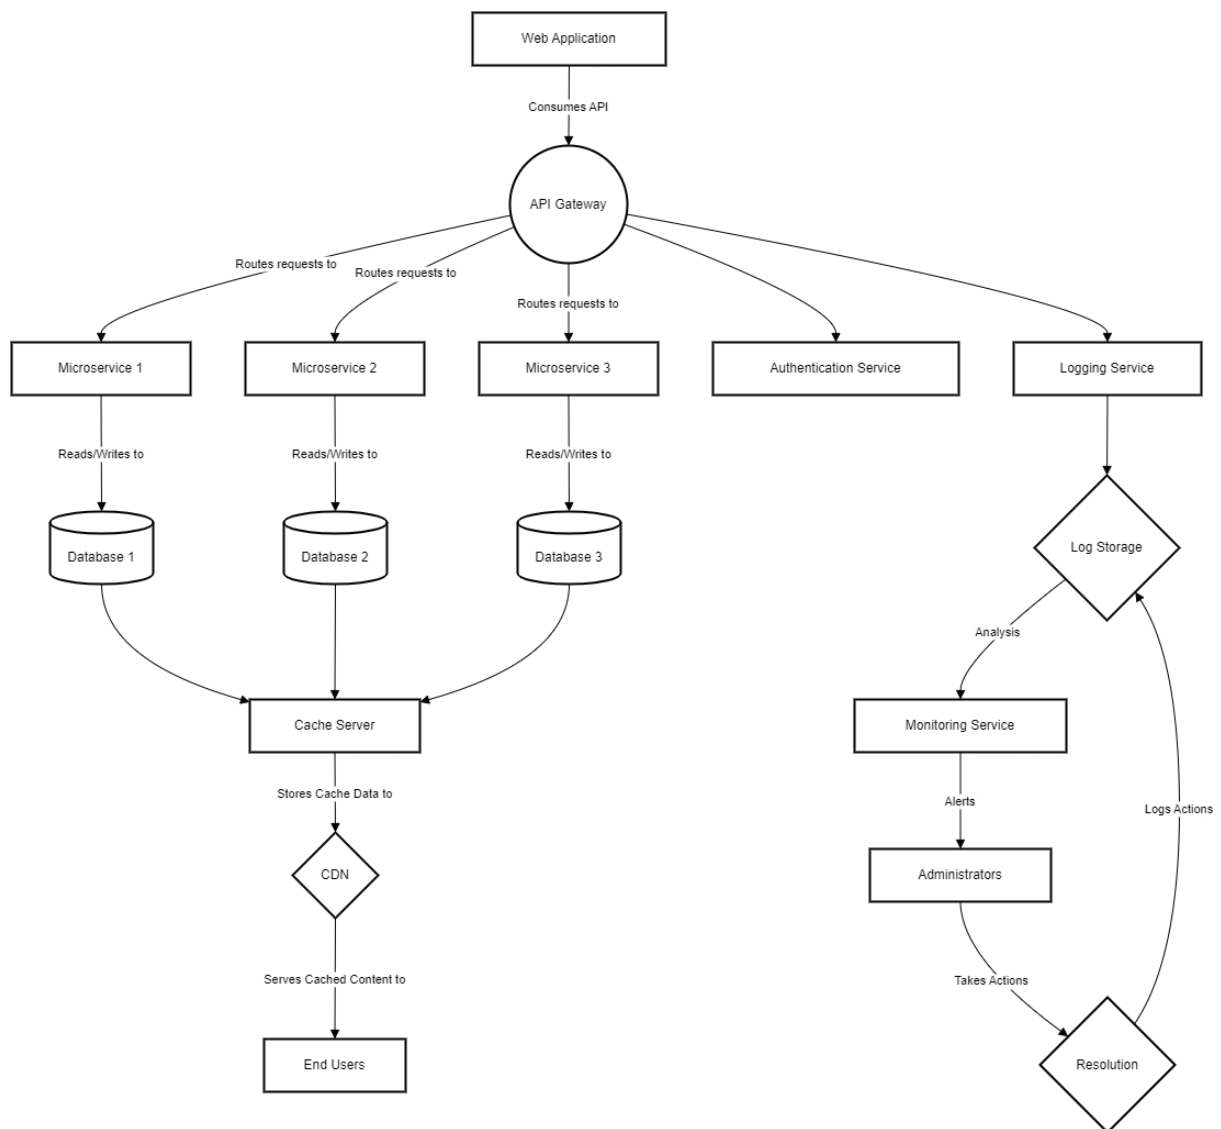 Web Application
Consumes API
API Gateway
Routes requests to
Routes requests to
Routes requests to
Microservice 1
Microservice 2
Microservice 3
Authentication Service
Logging Service
Reads/Writes to
Reads/Writes to
Reads/Writes to
Database 1
Database 2
Database 3
Log Storage
Analysis
Cache Server
Monitoring Service
Stores Cache Data to
Alerts
Logs Actions
CDN
Administrators
Serves Cached Content to
Takes Actions
End Users
Resolution